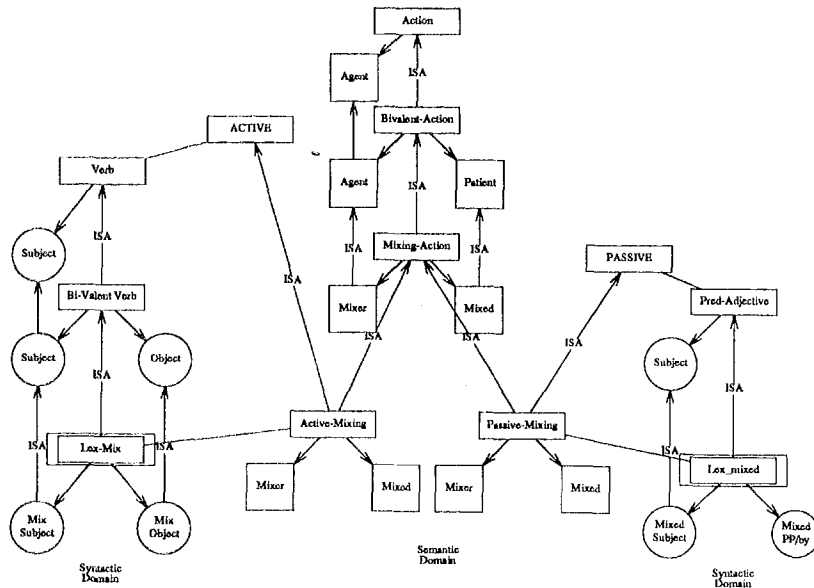 Action
Agent
ISA
ACTIVE
Bivalent-Action
Verb
Agent
Patient
ISA
ISA
Subject
Mixing-Action
PASSIVE
ISA
ISA
ISA
Bi-Valent Verb
Mixer
Mixed
Pred-Adjective
ISA
ISA
Subject
Object
Subject
ISA
ISA
ISA
Active-Mixing
Passive-Mixing
ISA
ISA
Lex-Mix
ISA
Lex_mixed
Mixer
Mixed
Mixer
Mixed
Mix
Subject
Mix
Object
Mixed
Subject
Mixed
PP/by
Syntactic
Domain
Semantic
Domain
Syntactic
Domain